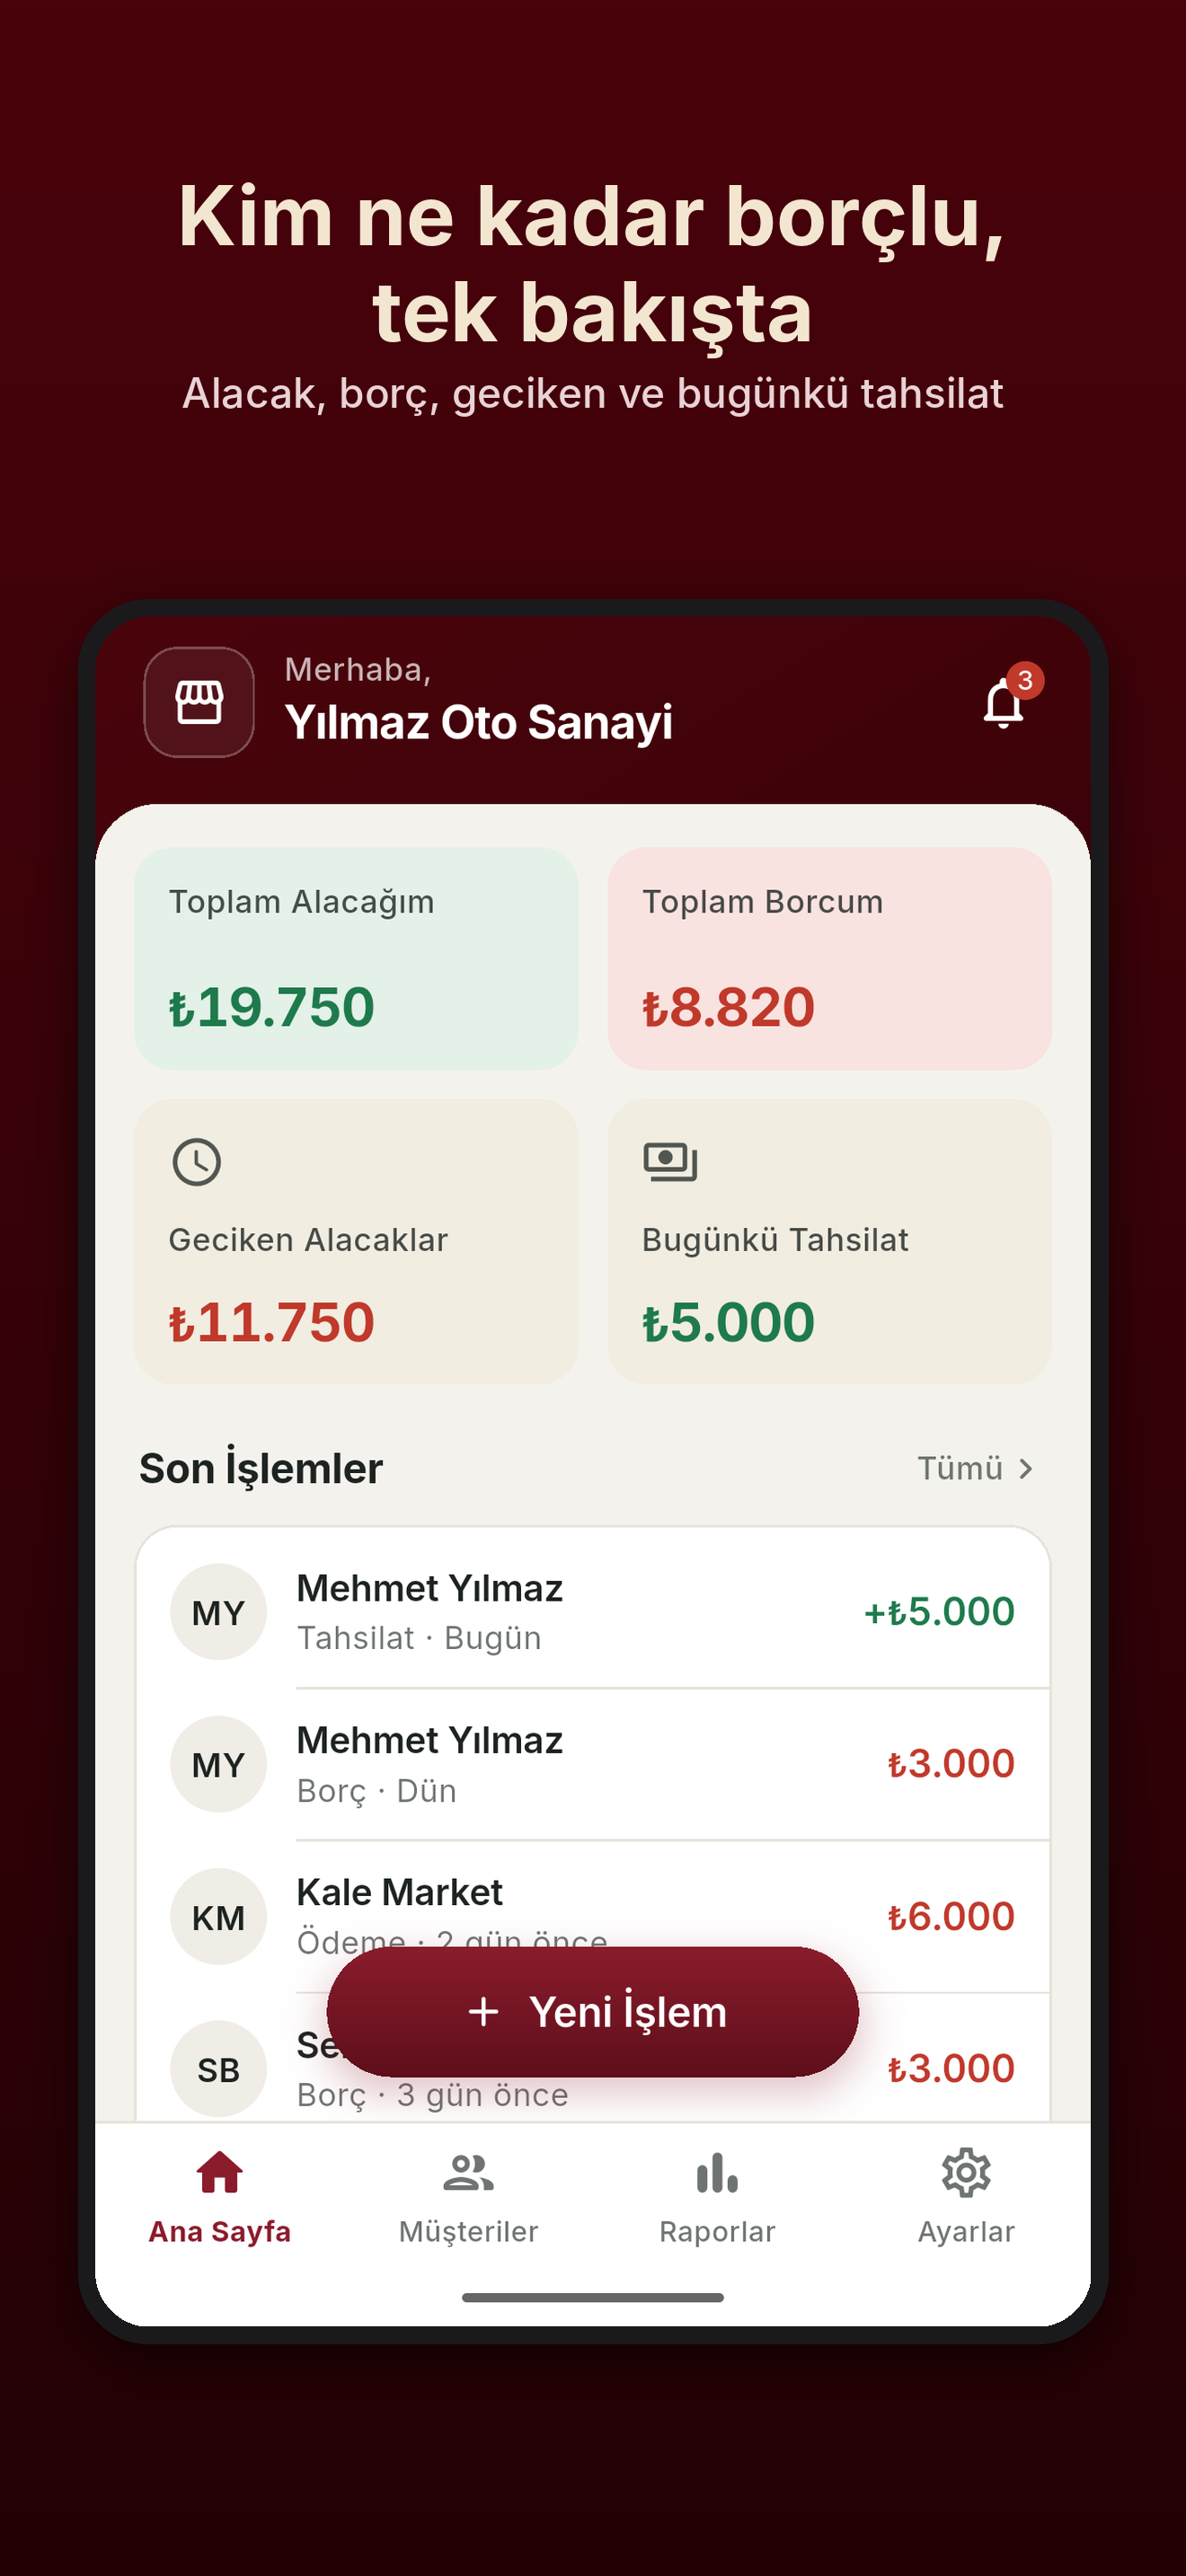 Kim ne kadar borçlu,
tek bakışta
Alacak, borç, geciken ve bugünkü tahsilat
Merhaba,
Yılmaz Oto Sanayi
3
Toplam Alacağım
₺19.750
Toplam Borcum
₺8.820
Geciken Alacaklar
₺11.750
Bugünkü Tahsilat
₺5.000
Son İşlemler
Tümü
MY
Mehmet Yılmaz
Tahsilat · Bugün
+₺5.000
MY
Mehmet Yılmaz
Borç · Dün
₺3.000
KM
Kale Market
Ödeme · 2 gün önce
₺6.000
+ Yeni İşlem
SB
Borç · 3 gün önce
₺3.000
Ana Sayfa
Müşteriler
Raporlar
Ayarlar